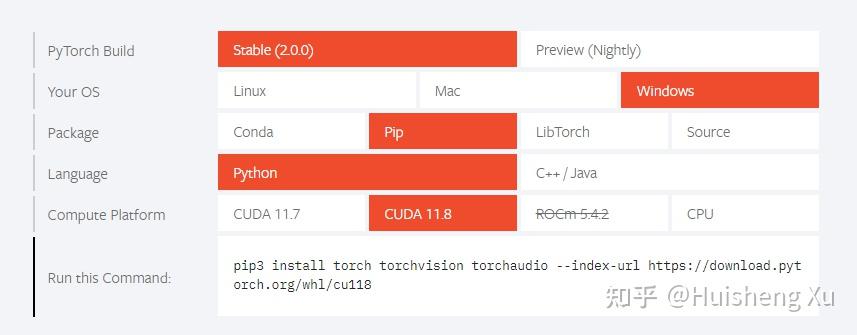 PyTorch Build Stable (2.0.0) Preview (Nightly)
Your OS Linux Mac Windows
Package Conda Pip LibTorch Source
Language Python C++ / Java
Compute Platform CUDA 11.7 CUDA 11.8 ROCm 5.4.2 CPU
Run this Command: pip3 install torch torchvision torchaudio --index-url https://download.pyt
orch.org/whl/cu118
知乎 @Huisheng Xu